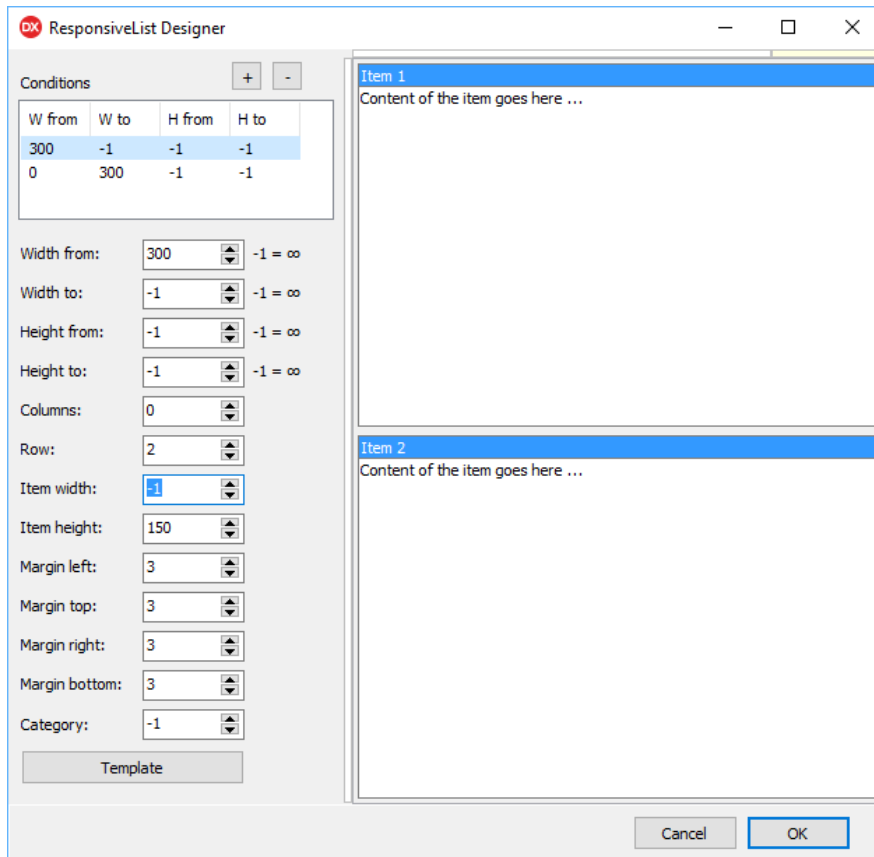 DX ResponsiveList Designer
Conditions + -
W from W to H from H to
300 -1 -1 -1
0 300 -1 -1
Width from: 300 -1 = ∞
Width to: -1 -1 = ∞
Height from: -1 -1 = ∞
Height to: -1 -1 = ∞
Columns: 0
Row: 2
Item width: -1
Item height: 150
Margin left: 3
Margin top: 3
Margin right: 3
Margin bottom: 3
Category: -1
Template
Item 1
Content of the item goes here ...
Item 2
Content of the item goes here ...
Cancel OK